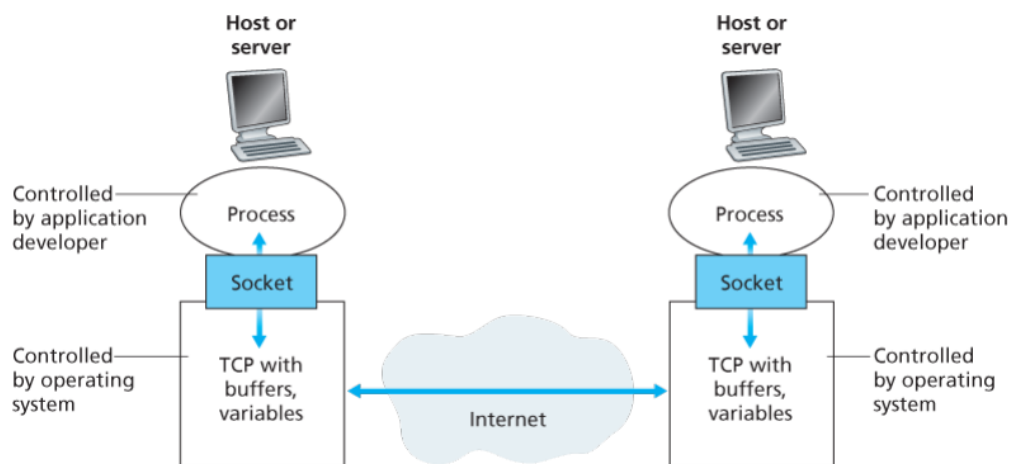 Host or
server
Host or
server
Controlled
by application
developer
Process
Process
Controlled
by application
developer
Socket
Socket
Controlled
by operating
system
TCP with
buffers,
variables
Internet
TCP with
buffers,
variables
Controlled
by operating
system